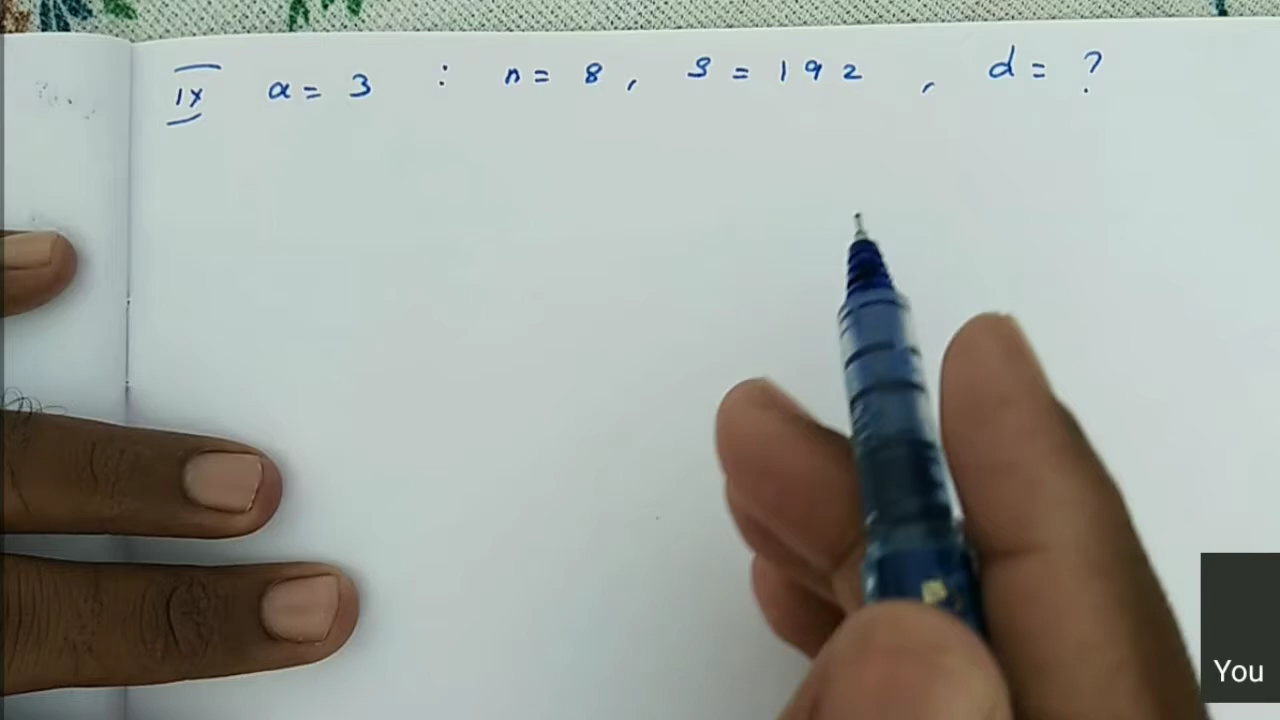 IX a = 3 : n = 8, S = 192, d = ?
You